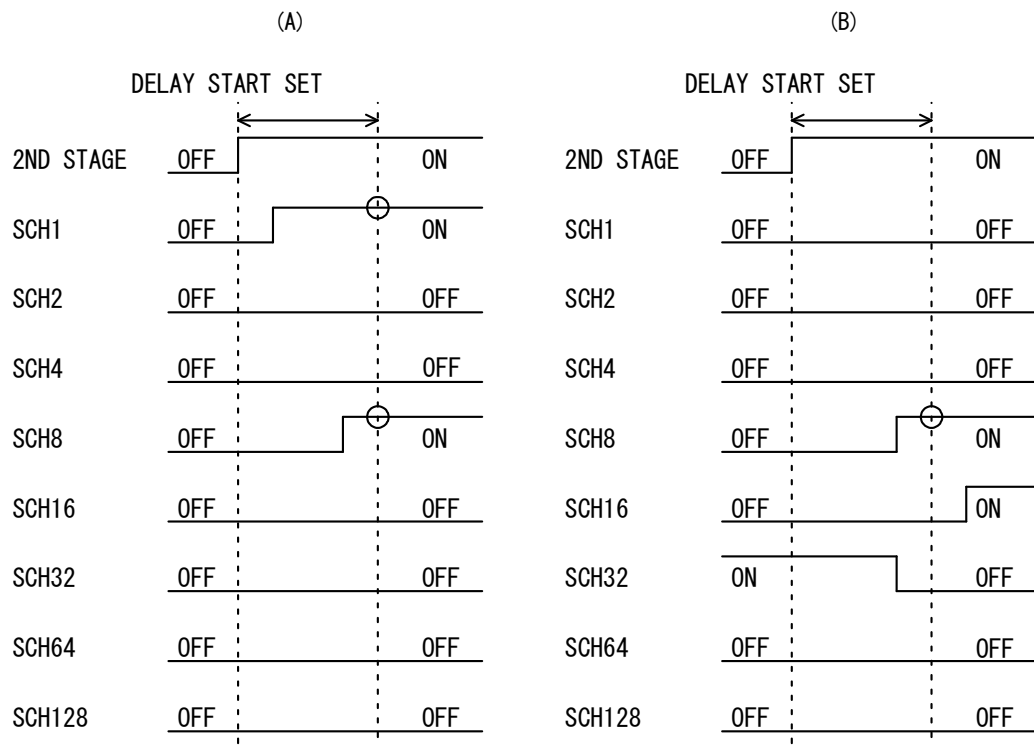 (A) (B)
DELAY START SET DELAY START SET
2ND STAGE OFF ON 2ND STAGE OFF ON
SCH1 OFF ON SCH1 OFF OFF
SCH2 OFF OFF SCH2 OFF OFF
SCH4 OFF OFF SCH4 OFF OFF
SCH8 OFF ON SCH8 OFF ON
SCH16 OFF OFF SCH16 OFF ON
SCH32 OFF OFF SCH32 ON OFF
SCH64 OFF OFF SCH64 OFF OFF
SCH128 OFF OFF SCH128 OFF OFF